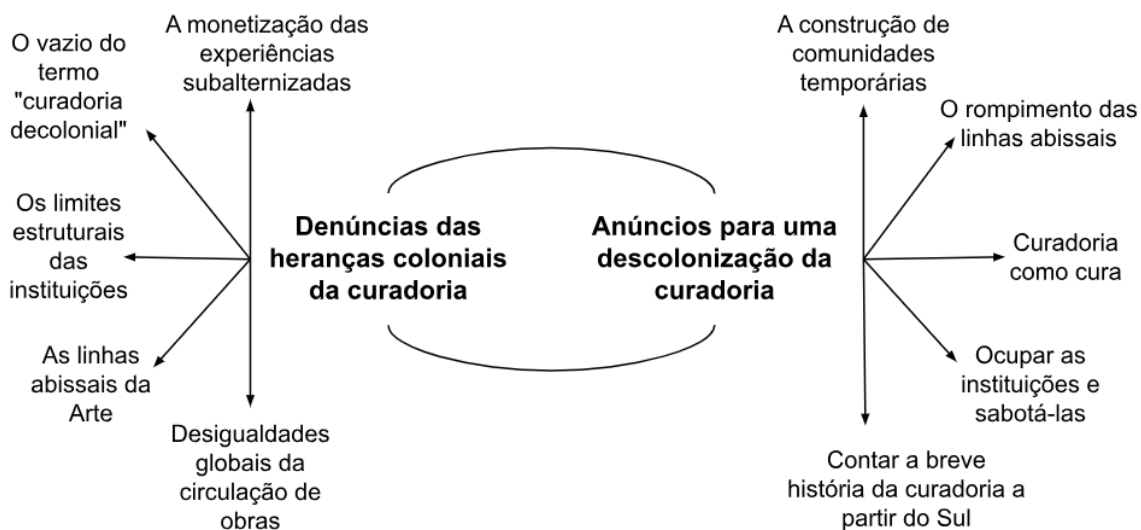 A monetização das
experiências
subalternizadas
O vazio do
termo
"curadoria
decolonial"
Os limites
estruturais
das
instituições
As linhas
abissais da
Arte
Desigualdades
globais da
circulação de
obras
Denúncias das
heranças coloniais
da curadoria
Anúncios para uma
descolonização da
curadoria
A construção de
comunidades
temporárias
O rompimento das
linhas abissais
Curadoria
como cura
Ocupar as
instituições e
sabotá-las
Contar a breve
história da curadoria a
partir do Sul